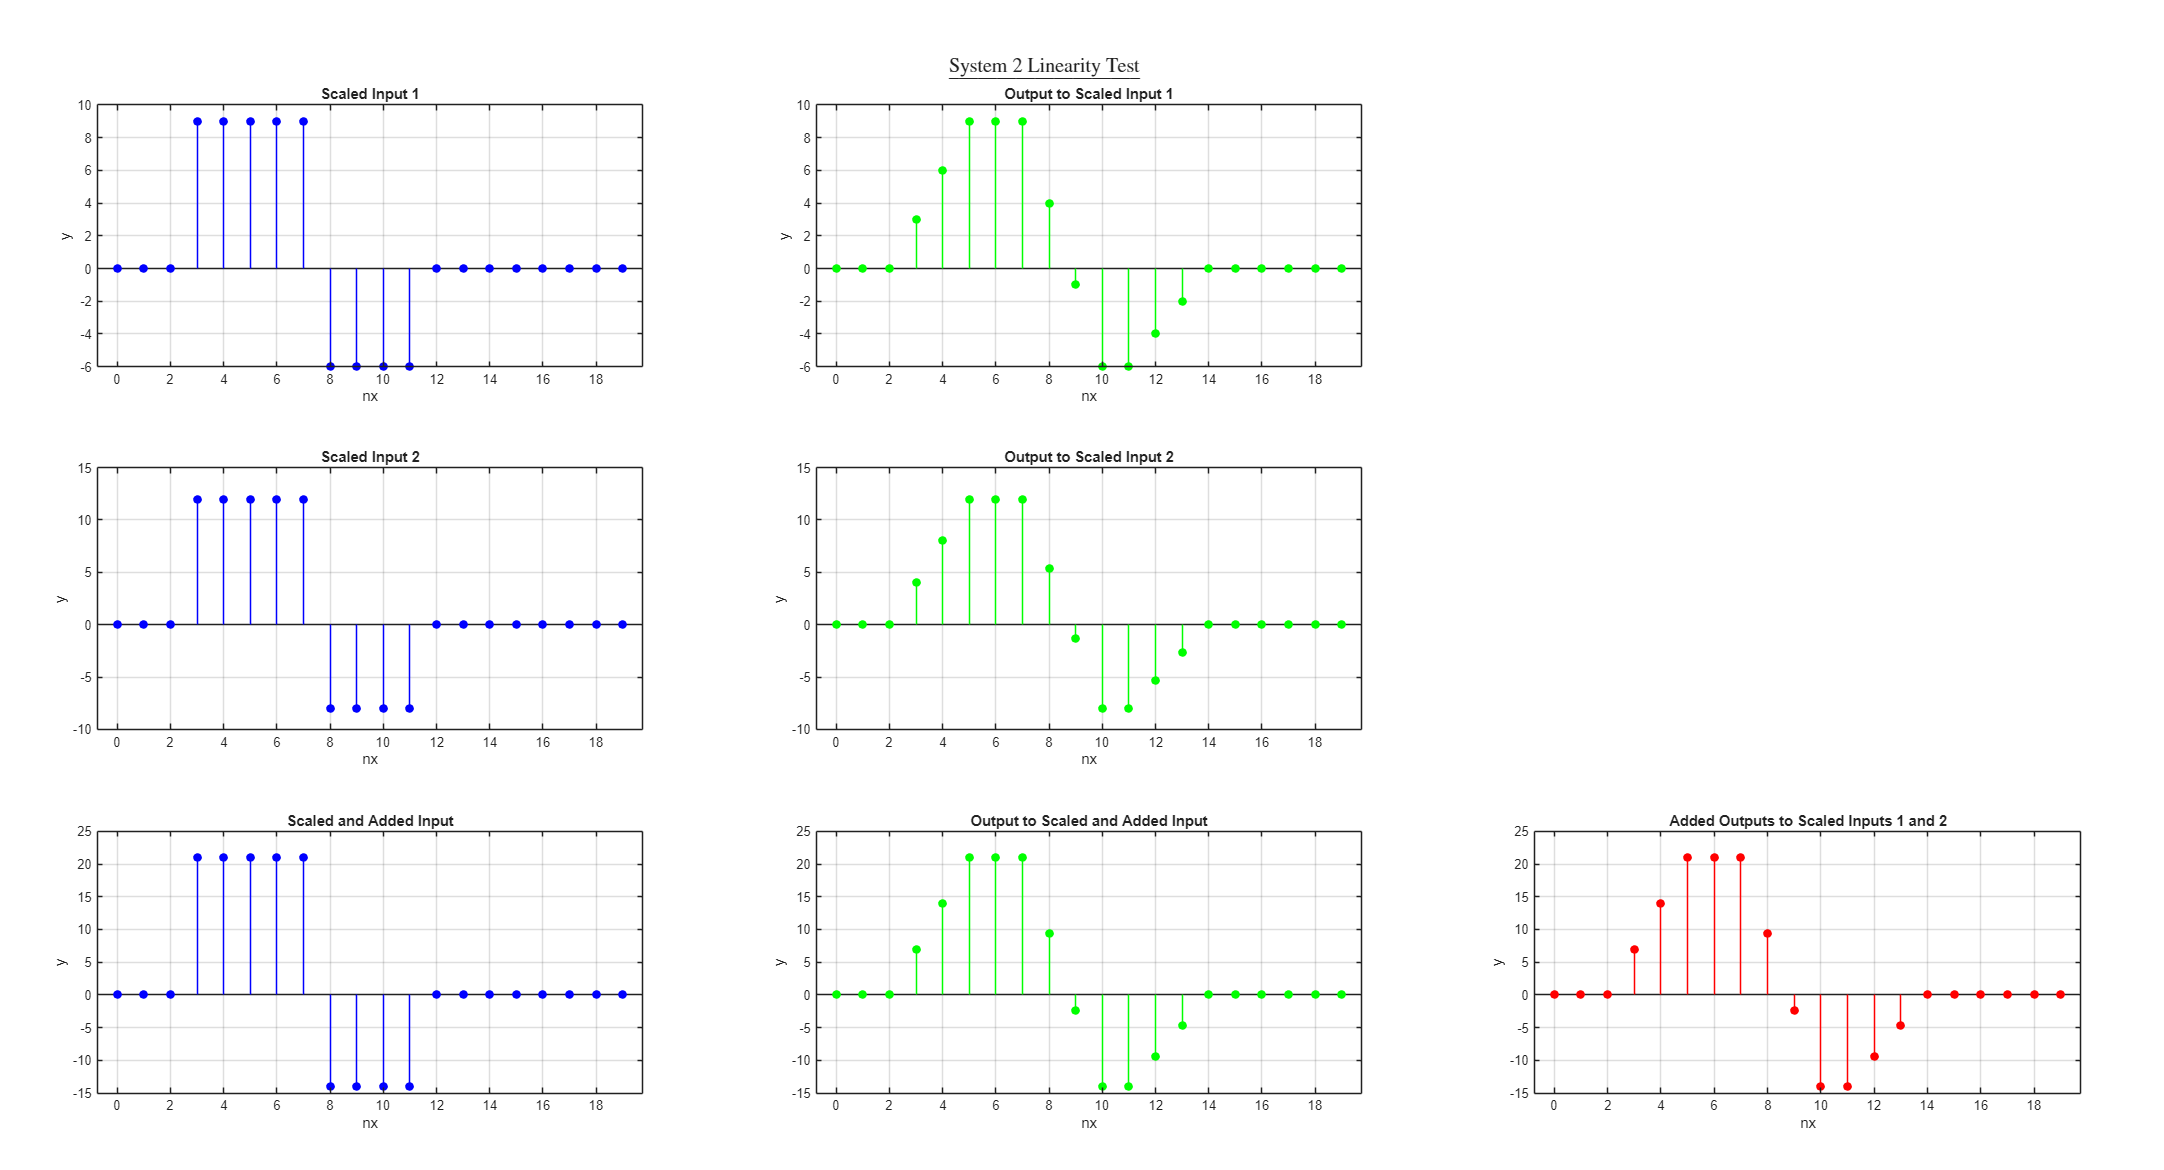 System 2 Linearity Test
Scaled Input 1
10
8
6
4
2
0
-2
-4
-6
y
0 2 4 6 8 10 12 14 16 18
nx
Output to Scaled Input 1
10
8
6
4
2
0
-2
-4
-6
y
0 2 4 6 8 10 12 14 16 18
nx
Scaled Input 2
15
10
5
0
-5
-10
y
0 2 4 6 8 10 12 14 16 18
nx
Output to Scaled Input 2
15
10
5
0
-5
-10
y
0 2 4 6 8 10 12 14 16 18
nx
Scaled and Added Input
25
20
15
10
5
0
-5
-10
-15
y
0 2 4 6 8 10 12 14 16 18
nx
Output to Scaled and Added Input
25
20
15
10
5
0
-5
-10
-15
y
0 2 4 6 8 10 12 14 16 18
nx
Added Outputs to Scaled Inputs 1 and 2
25
20
15
10
5
0
-5
-10
-15
y
0 2 4 6 8 10 12 14 16 18
nx